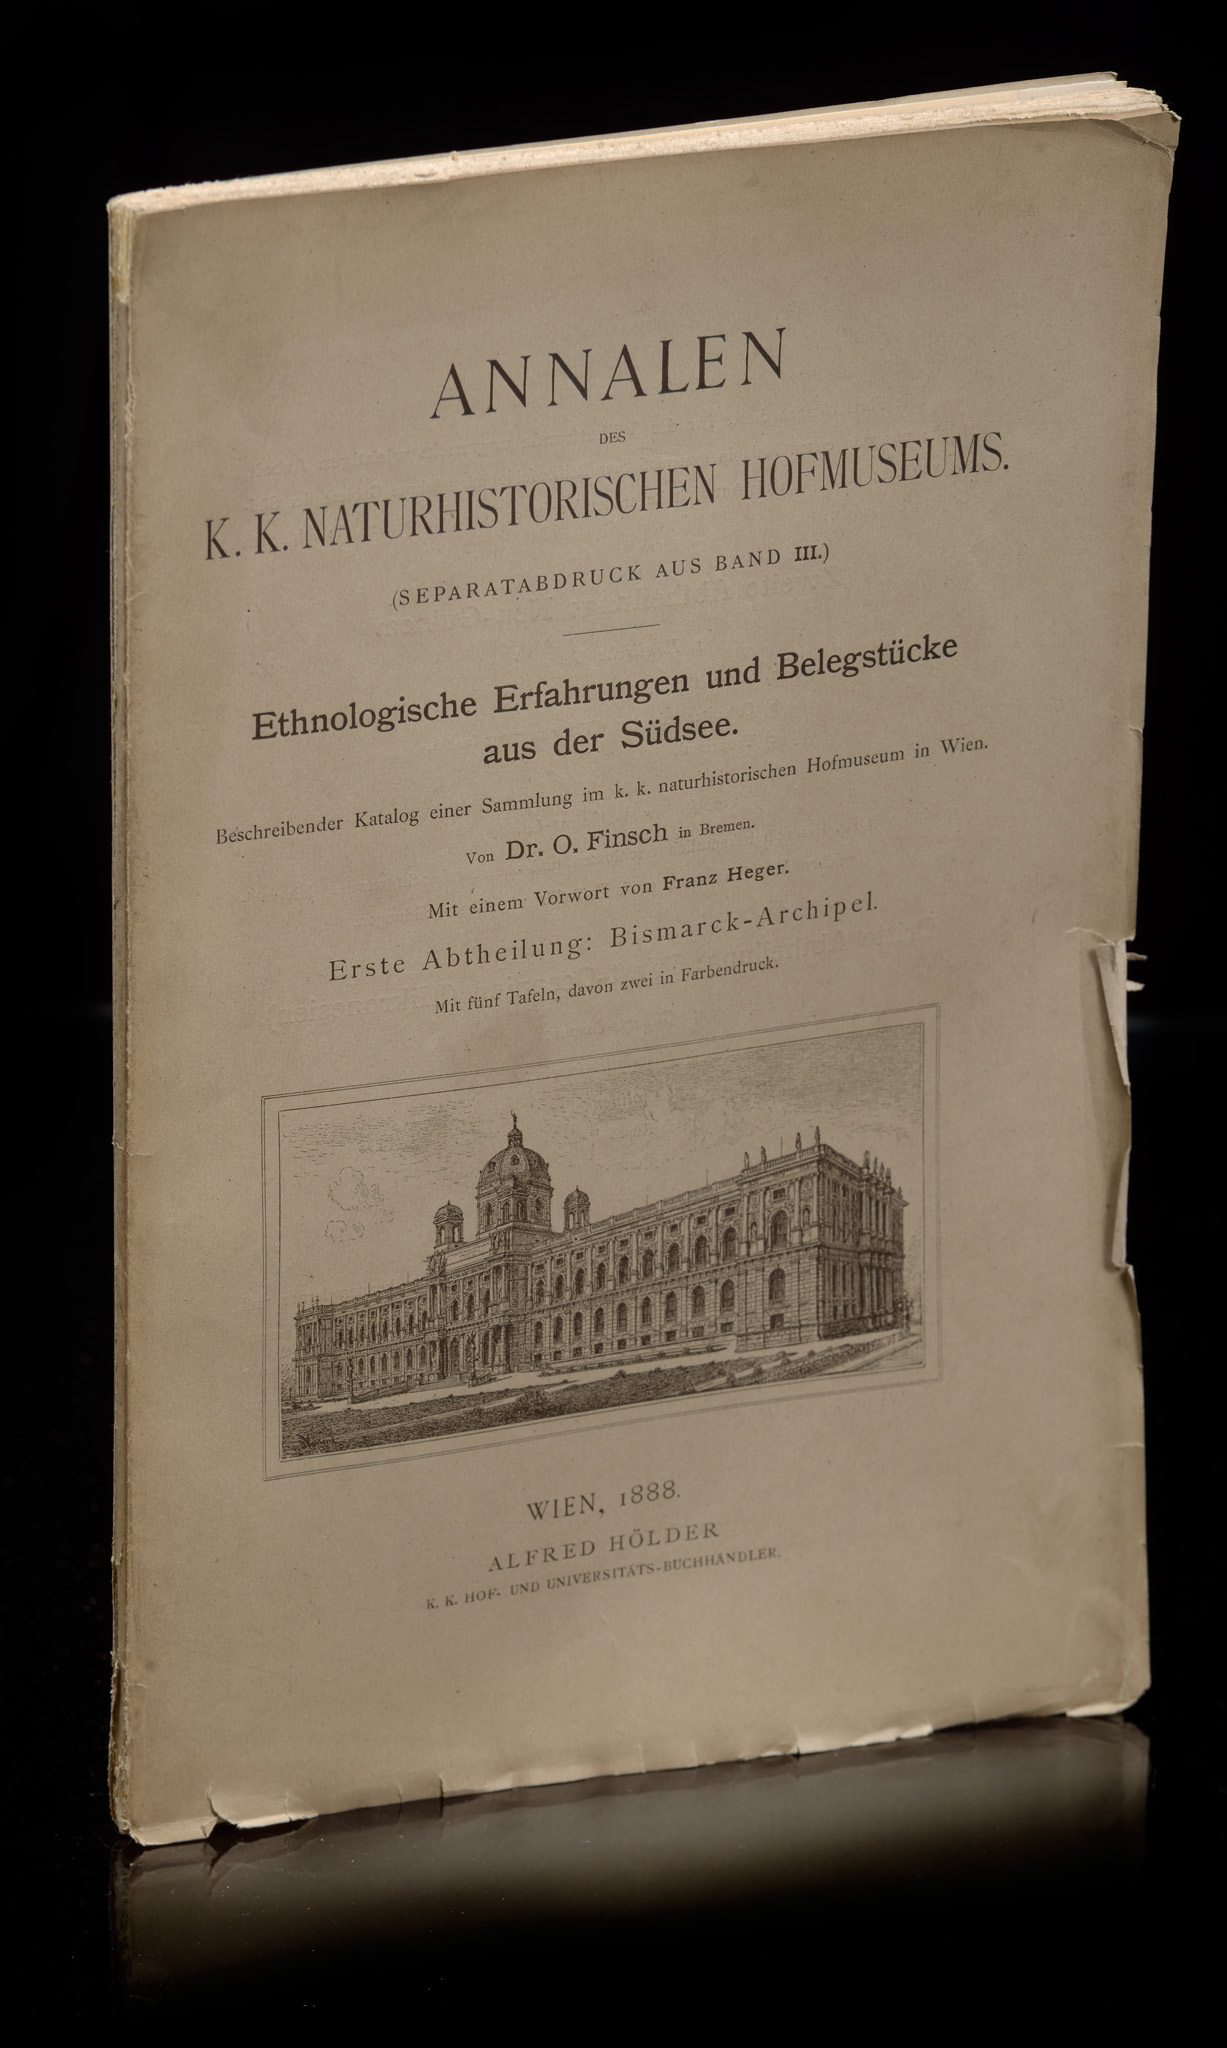 ANNALEN
DES
K. K. NATURHISTORISCHEN HOFMUSEUMS.
(SEPARATABDRUCK AUS BAND III.)
Ethnologische Erfahrungen und Belegstücke
aus der Südsee.
Beschreibender Katalog einer Sammlung im k. k. naturhistorischen Hofmuseum in Wien.
Von Dr. O. Finsch in Bremen.
Mit einem Vorwort von Franz Heger.
Erste Abtheilung: Bismarck-Archipel.
Mit fünf Tafeln, davon zwei in Farbendruck.
WIEN, 1888.
ALFRED HÖLDER
K. K. HOF- UND UNIVERSITÄTS-BUCHHÄNDLER.